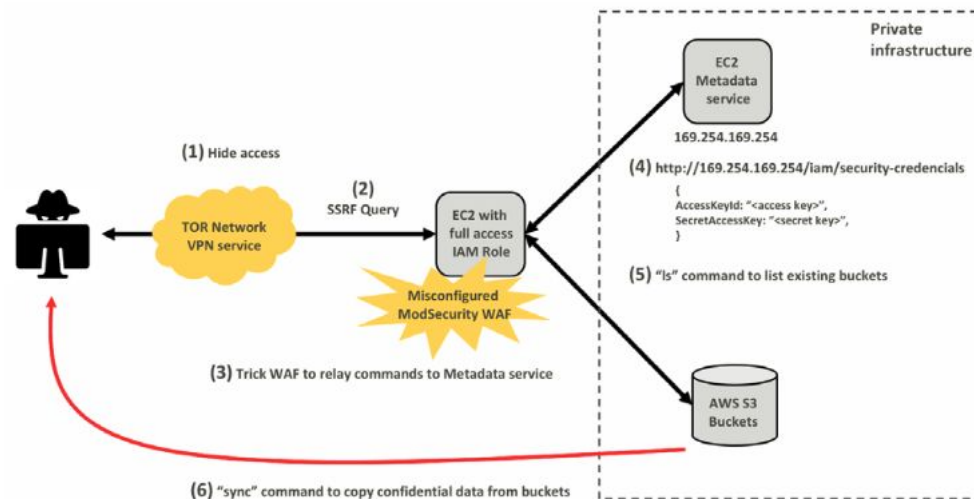 Private
infrastructure
EC2
Metadata
service
169.254.169.254
(1) Hide access
(2)
SSRF Query
TOR Network
VPN service
EC2 with
full access
IAM Role
Misconfigured
ModSecurity WAF
(3) Trick WAF to relay commands to Metadata service
(4) http://169.254.169.254/iam/security-credencials
{
AccessKeyId: “<access key>”,
SecretAccessKey: “<secret key>”,
}
(5) “ls” command to list existing buckets
AWS S3
Buckets
(6) “sync” command to copy confidential data from buckets